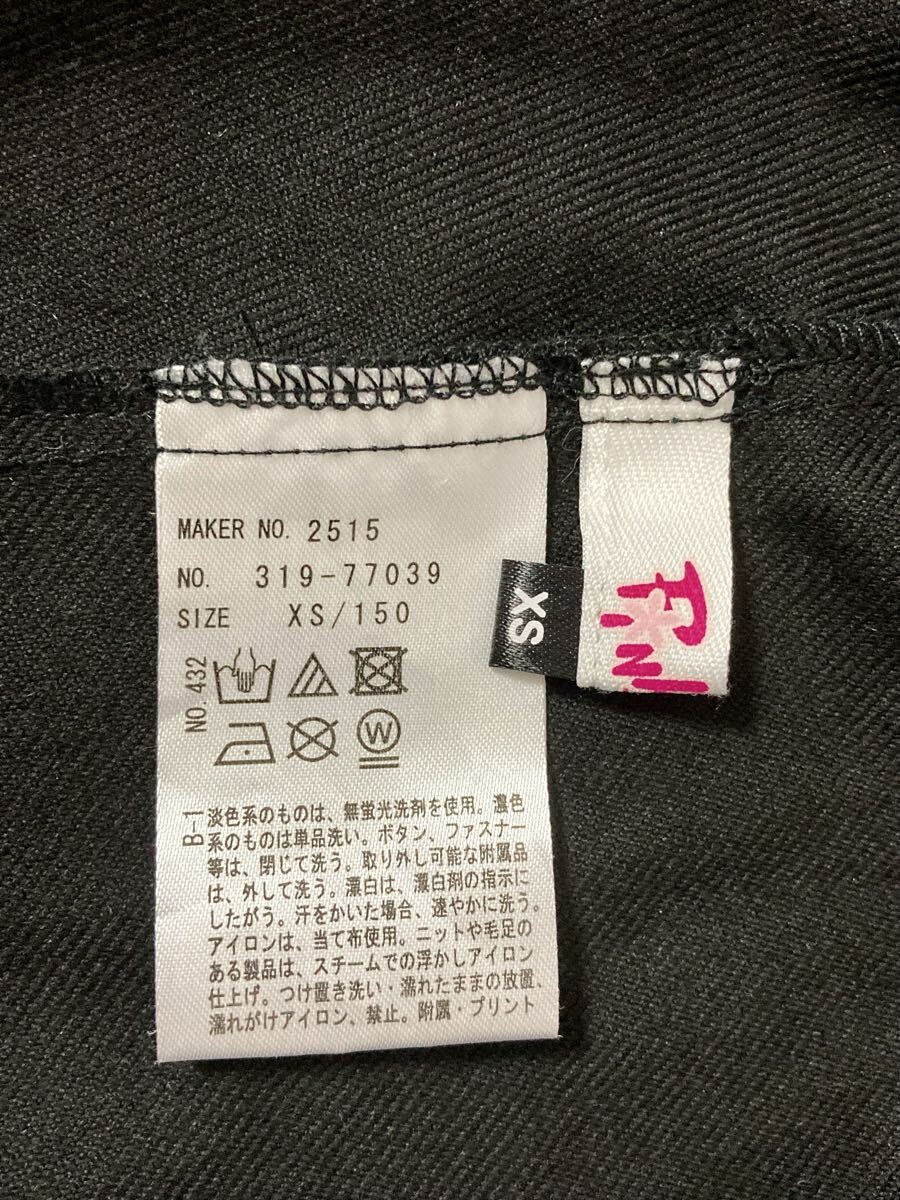 MAKER NO. 2515
NO. 319-77039
SIZE XS/150
NO. 432
W
B-1
淡色系のものは、無蛍光洗剤を使用。濃色
系のものは単品洗い。ボタン、ファスナー
等は、閉じて洗う。取り外し可能な附属品
は、外して洗う。漂白は、漂白剤の指示に
したがう。汗をかいた場合、速やかに洗う。
アイロンは、当て布使用。ニットや毛足の
ある製品は、スチームでの浮かしアイロン
仕上げ。つけ置き洗い・濡れたままの放置、
濡れがけアイロン、禁止。附属・プリント
XS